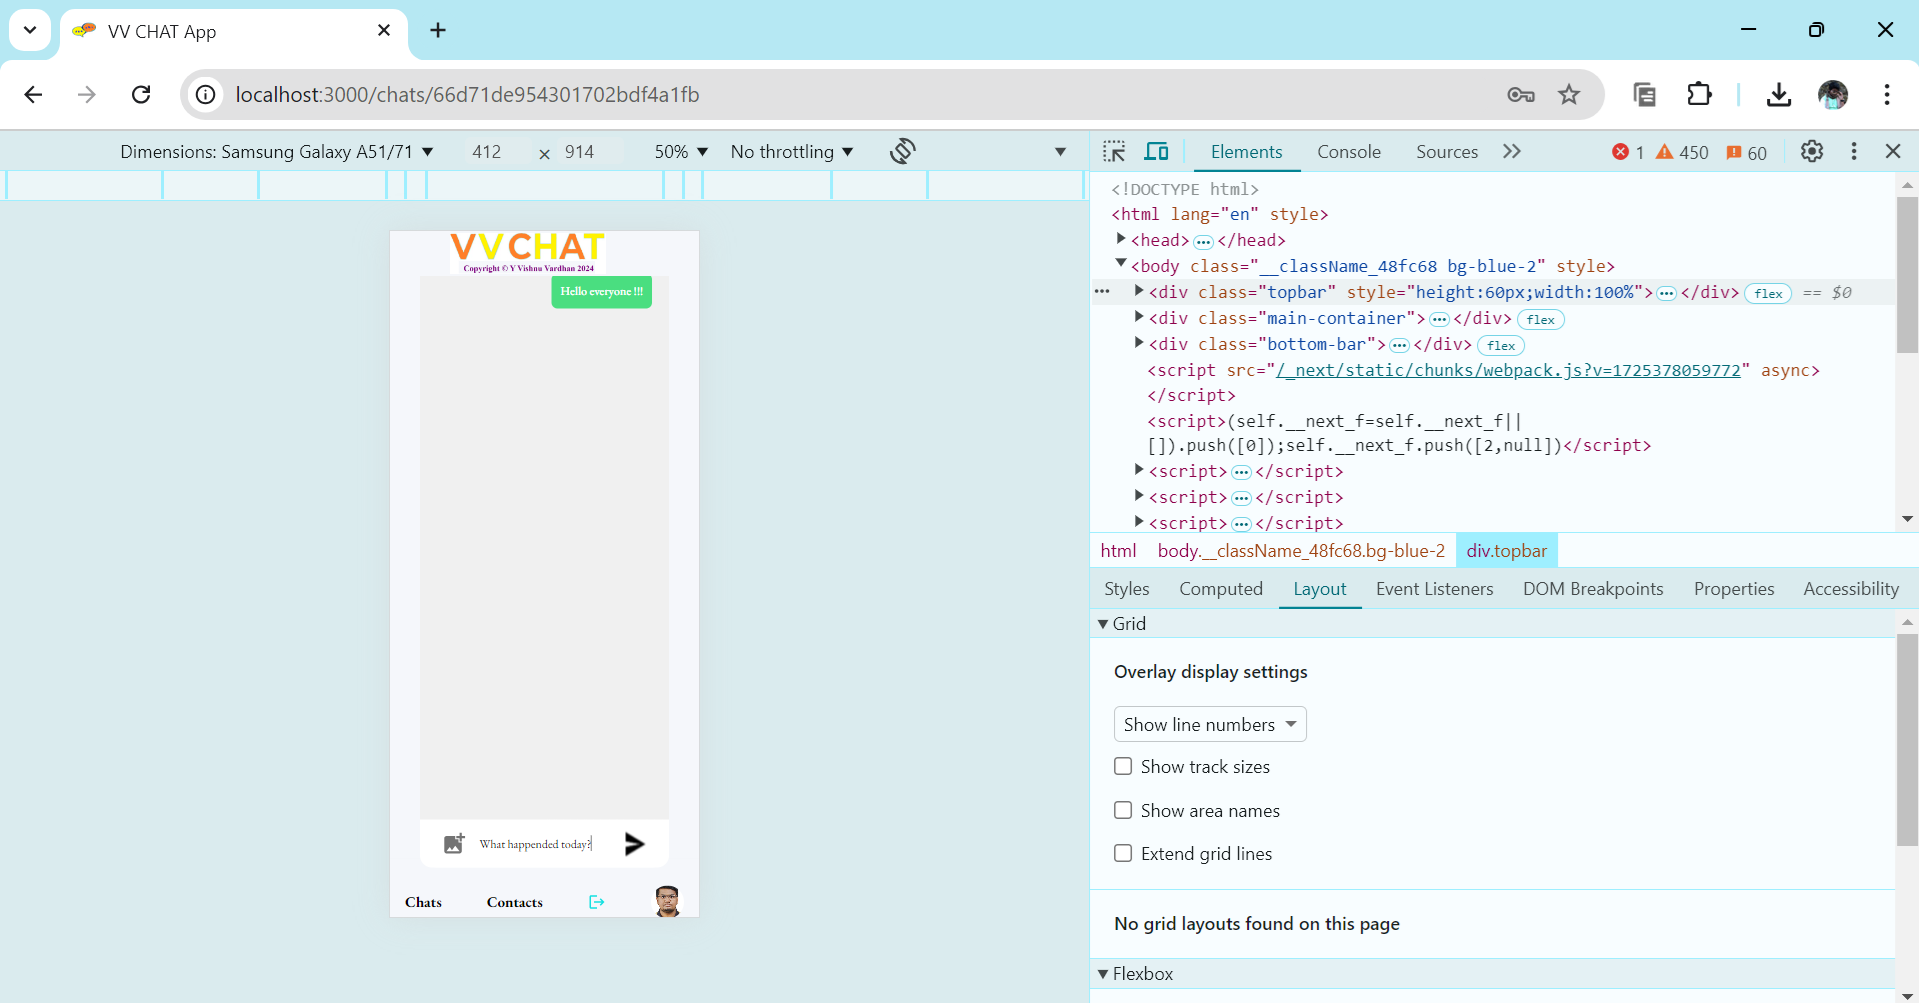 VV CHAT App
localhost:3000/chats/66d71de954301702bdf4a1fb
Dimensions: Samsung Galaxy A51/71 412 × 914 50% No throttling
VVCHAT
Copyright © Y Vishnu Vardhan 2024
Hello everyone !!!
What happended today?
Chats Contacts
Elements Console Sources 1 450 60
<!DOCTYPE html>
<html lang="en" style>
<head> … </head>
<body class="__className_48fc68 bg-blue-2" style>
… <div class="topbar" style="height:60px;width:100%"> … </div> flex == $0
<div class="main-container"> … </div> flex
<div class="bottom-bar"> … </div> flex
<script src="/_next/static/chunks/webpack.js?v=1725378059772" async>
</script>
<script>(self.__next_f=self.__next_f||
[]).push([0]);self.__next_f.push([2,null])</script>
<script> … </script>
<script> … </script>
<script> … </script>
html body.__className_48fc68.bg-blue-2 div.topbar
Styles Computed Layout Event Listeners DOM Breakpoints Properties Accessibility
Grid
Overlay display settings
Show line numbers
Show track sizes
Show area names
Extend grid lines
No grid layouts found on this page
Flexbox